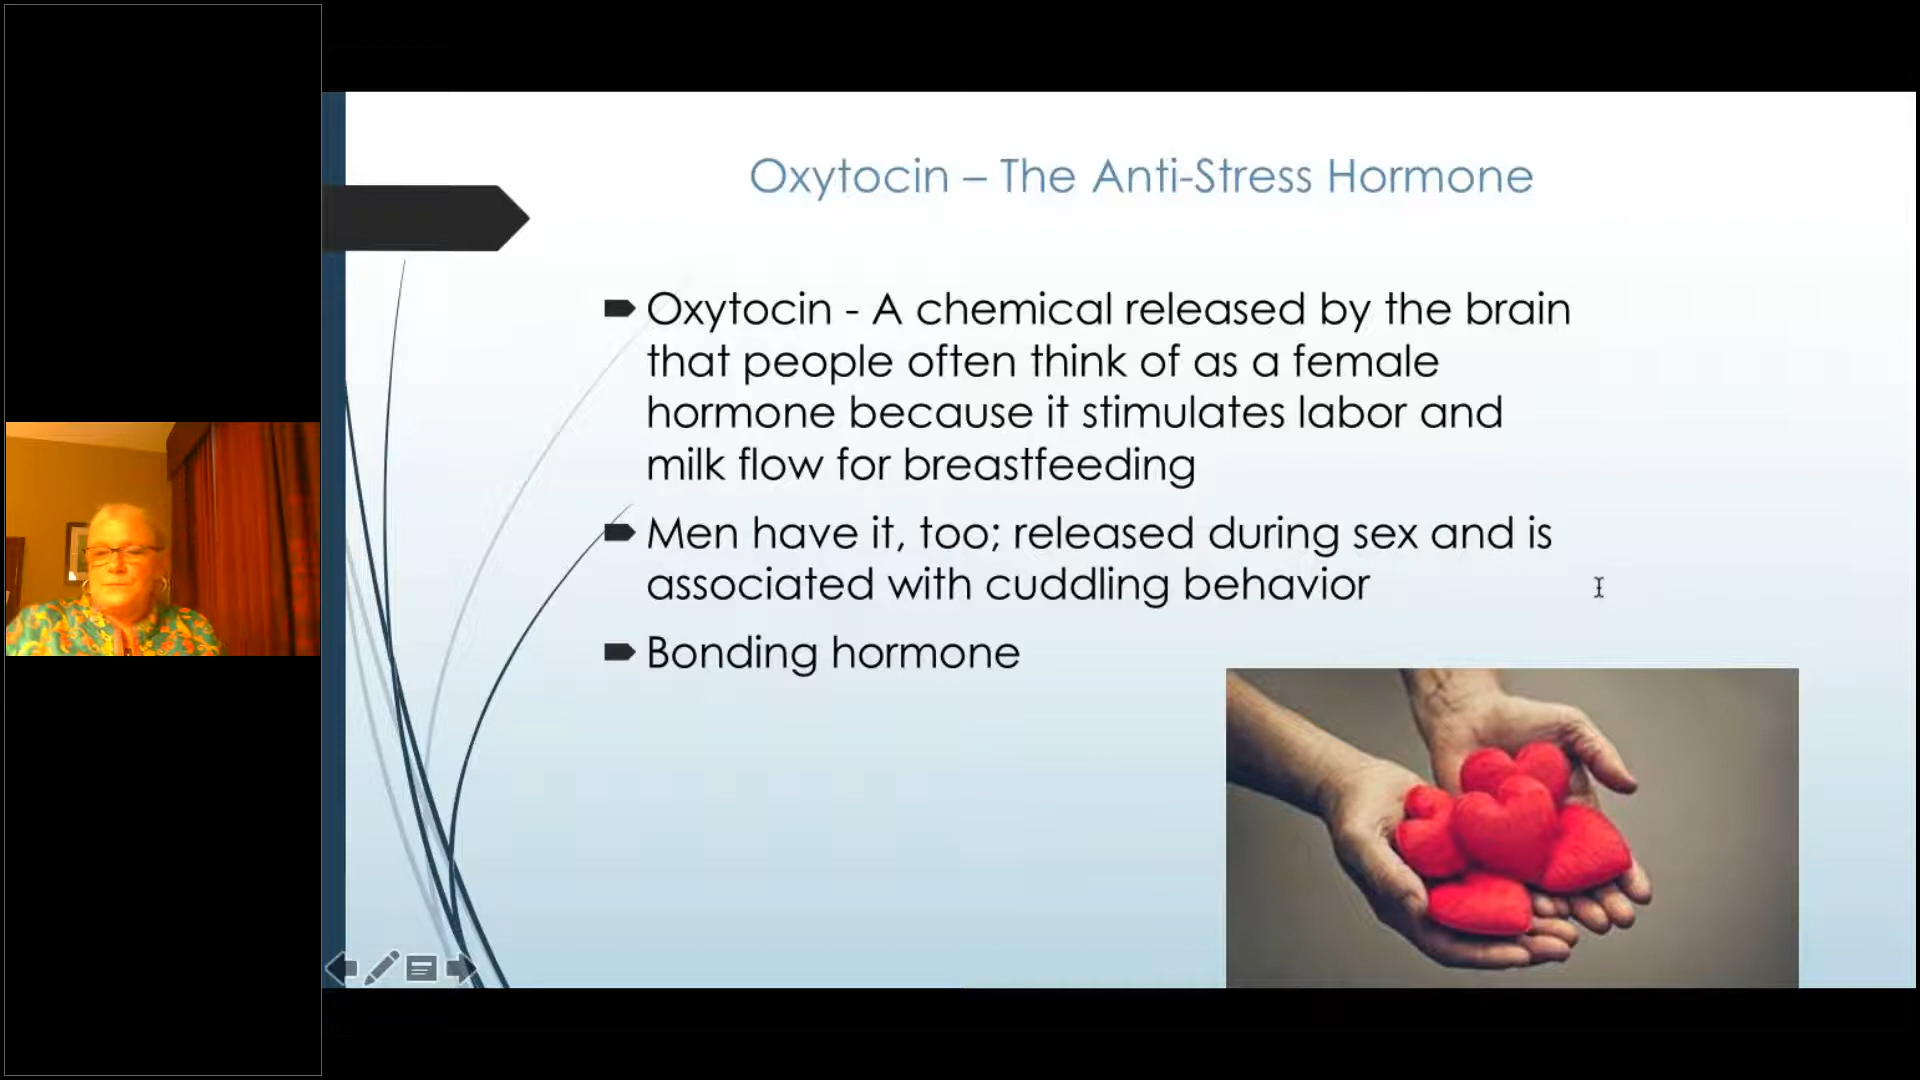 Oxytocin – The Anti-Stress Hormone
Oxytocin - A chemical released by the brain
that people often think of as a female
hormone because it stimulates labor and
milk flow for breastfeeding
Men have it, too; released during sex and is
associated with cuddling behavior
Bonding hormone